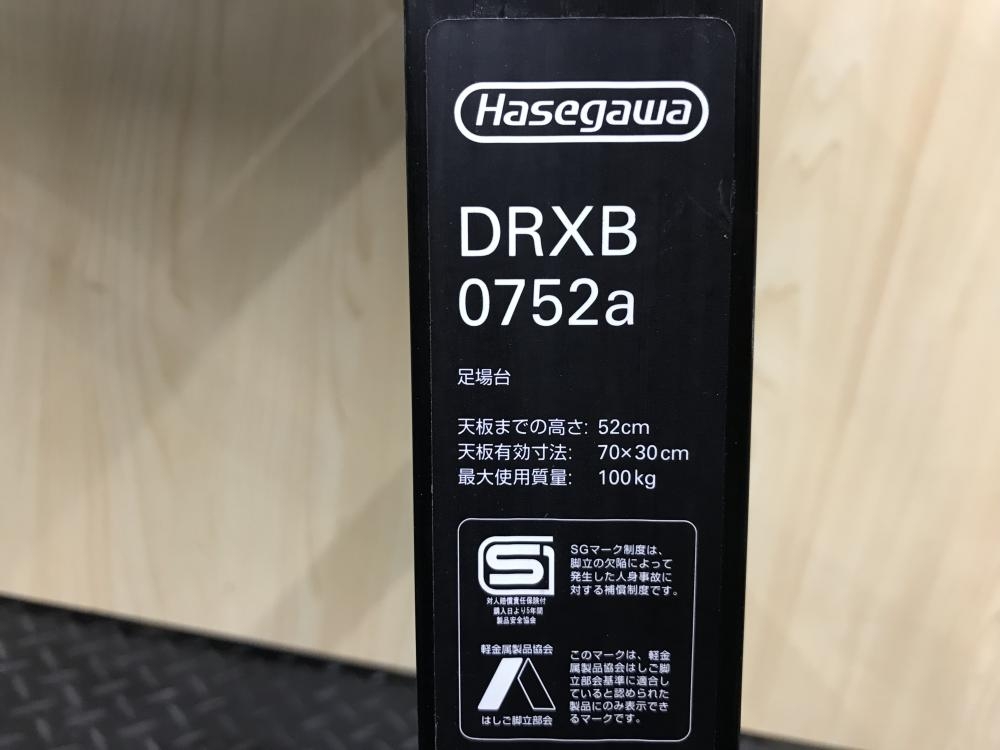 Hasegawa
DRXB
0752a
足場台
天板までの高さ: 52cm
天板有効寸法: 70×30cm
最大使用質量: 100kg
SG
対人賠償責任保険付
購入日より5年間
製品安全協会
SGマーク制度は、
脚立の欠陥によって
発生した人身事故に
対する補償制度です。
軽金属製品協会
はしご脚立部会
このマークは、軽金
属製品協会はしご脚
立部会基準に適合し
ていると認められた
製品にのみ表示でき
るマークです。